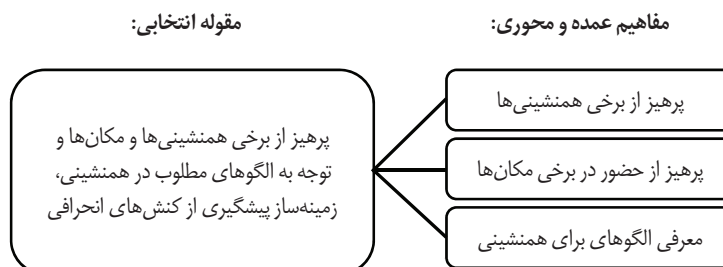 مفاهیم عمده و محوری:
مقوله انتخابی:
پرهیز از برخی همنشینی‌ها
پرهیز از حضور در برخی مکان‌ها
معرفی الگوهای برای همنشینی
پرهیز از برخی همنشینی‌ها و مکان‌ها و
توجه به الگوهای مطلوب در همنشینی،
زمینه‌ساز پیشگیری از کنش‌های انحرافی